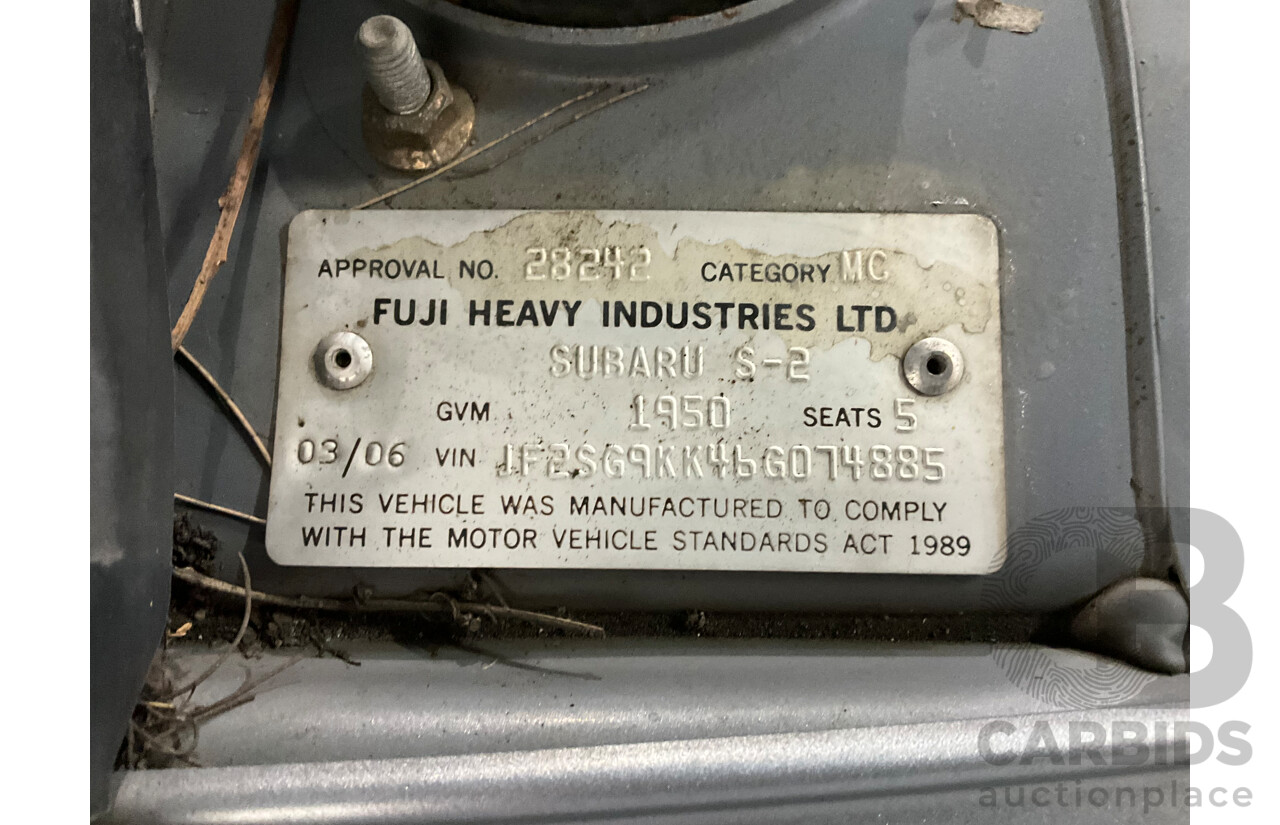 APPROVAL NO. 28242 CATEGORY MC
FUJI HEAVY INDUSTRIES LTD.
SUBARU S-2
GVM 1950 SEATS 5
03/06 VIN JF2SG9KK46G074885
THIS VEHICLE WAS MANUFACTURED TO COMPLY
WITH THE MOTOR VEHICLE STANDARDS ACT 1989
CB
CARBIDS
auctionplace